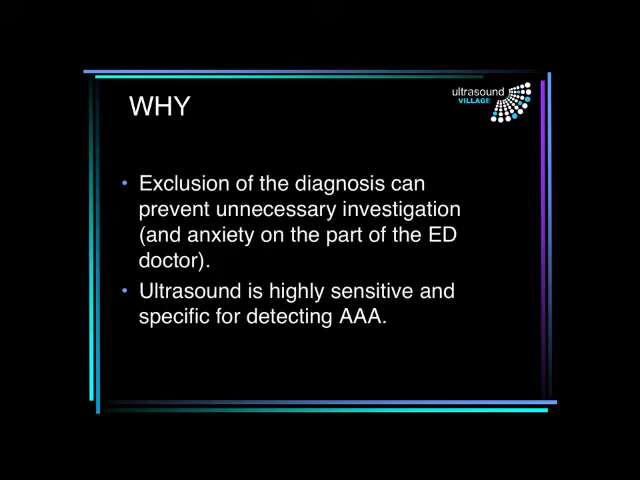 WHY
ultrasound
VILLAGE
• Exclusion of the diagnosis can
prevent unnecessary investigation
(and anxiety on the part of the ED
doctor).
• Ultrasound is highly sensitive and
specific for detecting AAA.